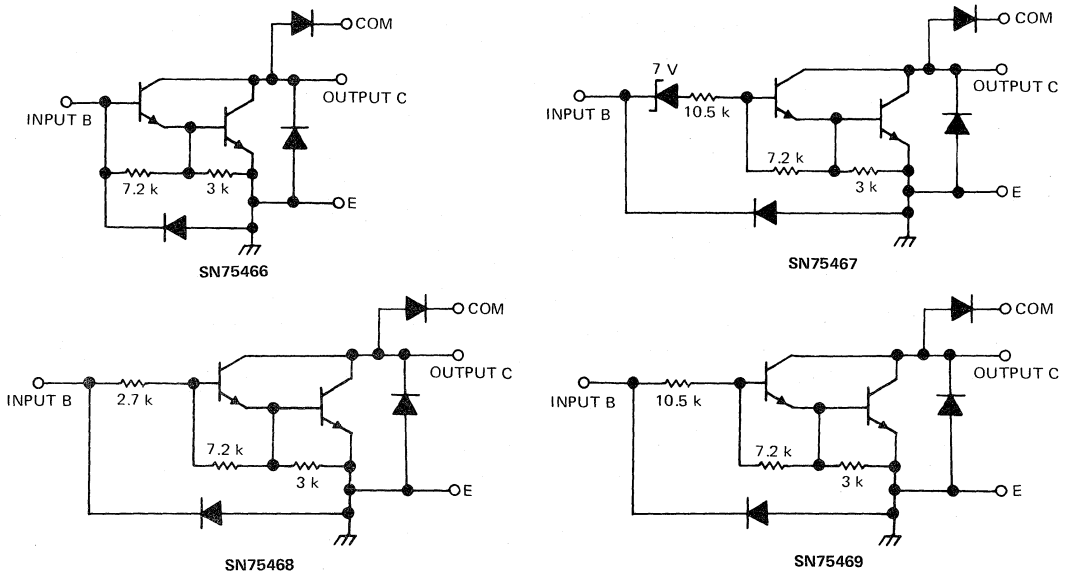 COM
OUTPUT C
INPUT B
7.2 k
3 k
E
SN75466
COM
7 V
OUTPUT C
INPUT B
10.5 k
7.2 k
3 k
E
SN75467
COM
OUTPUT C
INPUT B
2.7 k
7.2 k
3 k
E
SN75468
COM
OUTPUT C
INPUT B
10.5 k
7.2 k
3 k
E
SN75469